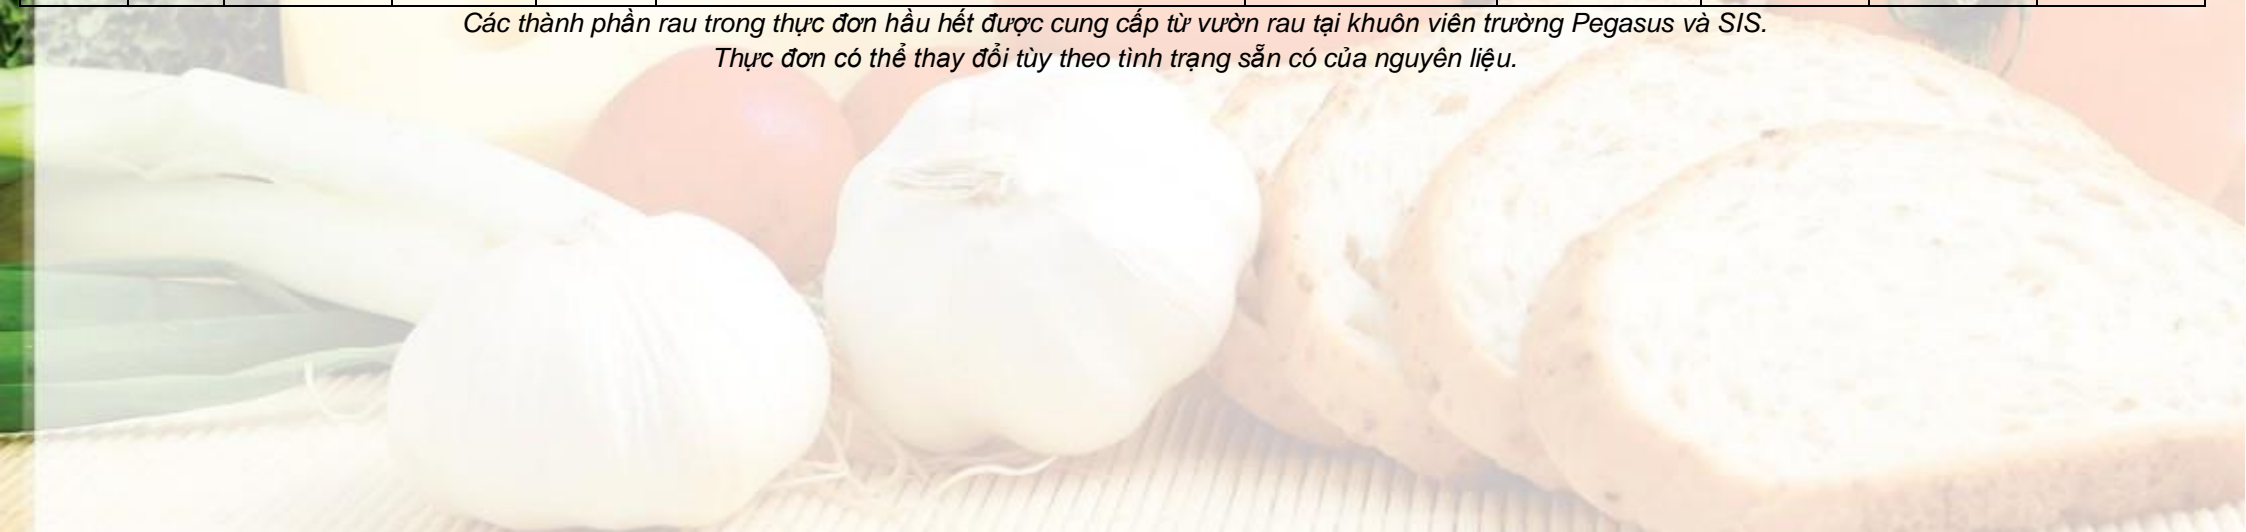 Các thành phần rau trong thực đơn hầu hết được cung cấp từ vườn rau tại khuôn viên trường Pegasus và SIS.
Thực đơn có thể thay đổi tùy theo tình trạng sẵn có của nguyên liệu.